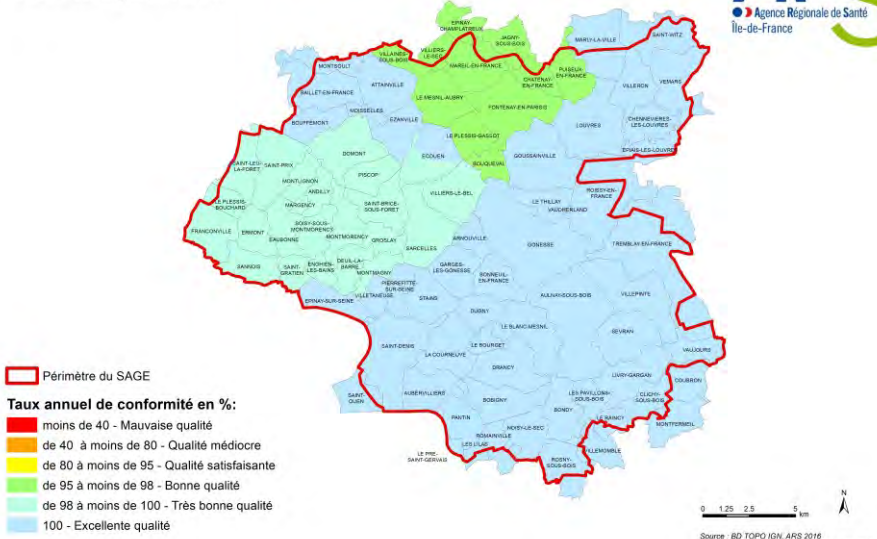 Agence Régionale de Santé
Île-de-France
EPINAY-
CHAMPLATREUX
JAGNY-
SOUS-BOIS
VILLIERS-
LE-SEC
MARLY-LA-VILLE
SAINT-WITZ
VILLAINES-
SOUS-BOIS
MONTSOULT
MAREIL-EN-FRANCE
PUISEUX-
EN-FRANCE
CHATENAY-
EN-FRANCE
VEMARS
VILLERON
ATTAINVILLE
BAILLET-EN-FRANCE
LE MESNIL-AUBRY
FONTENAY-EN-PARISIS
MOISSELLES
EZANVILLE
CHENNEVIERES-
LES-LOUVRES
BOUFFEMONT
LOUVRES
LE PLESSIS-GASSOT
EPIAIS-LES-LOUVRES
ECOUEN
GOUSSAINVILLE
BOUQUEVAL
DOMONT
SAINT-LEU-
LA-FORET
SAINT-PRIX
PISCOP
MONTLIGNON
ANDILLY
VILLIERS-LE-BEL
ROISSY-EN-
FRANCE
LE PLESSIS-
BOUCHARD
MARGENCY
SAINT-BRICE-
SOUS-FORET
LE THILLAY
VAUDHERLAND
SOISY-SOUS-
MONTMORENCY
FRANCONVILLE
ERMONT
EAUBONNE
MONTMORENCY
GROSLAY
SARCELLES
ARNOUVILLE
GONESSE
TREMBLAY-EN-FRANCE
SANNOIS
SAINT-
GRATIEN
ENGHIEN-
LES-BAINS
DEUIL-LA-
BARRE
MONTMAGNY
GARGES-
LES-GONESSE
BONNEUIL-
EN-FRANCE
PIERREFITTE-
SUR-SEINE
VILLETANEUSE
EPINAY-SUR-SEINE
STAINS
AULNAY-SOUS-BOIS
VILLEPINTE
DUGNY
LE BLANC-MESNIL
SEVRAN
SAINT-DENIS
LE BOURGET
LA COURNEUVE
VAUJOURS
DRANCY
LIVRY-GARGAN
COUBRON
SAINT-
OUEN
AUBERVILLIERS
BOBIGNY
LES PAVILLONS-
SOUS-BOIS
CLICHY-
SOUS-BOIS
BONDY
PANTIN
LE RAINCY
MONTFERMEIL
NOISY-LE-SEC
ROMAINVILLE
LES LILAS
LE PRE-
SAINT-GERVAIS
VILLEMOMBLE
ROSNY-
SOUS-BOIS
Périmètre du SAGE
Taux annuel de conformité en %:
moins de 40 - Mauvaise qualité
de 40 à moins de 80 - Qualité médiocre
de 80 à moins de 95 - Qualité satisfaisante
de 95 à moins de 98 - Bonne qualité
de 98 à moins de 100 - Très bonne qualité
100 - Excellente qualité
0 1.25 2.5 5
km
N
Source : BD TOPO IGN, ARS 2016